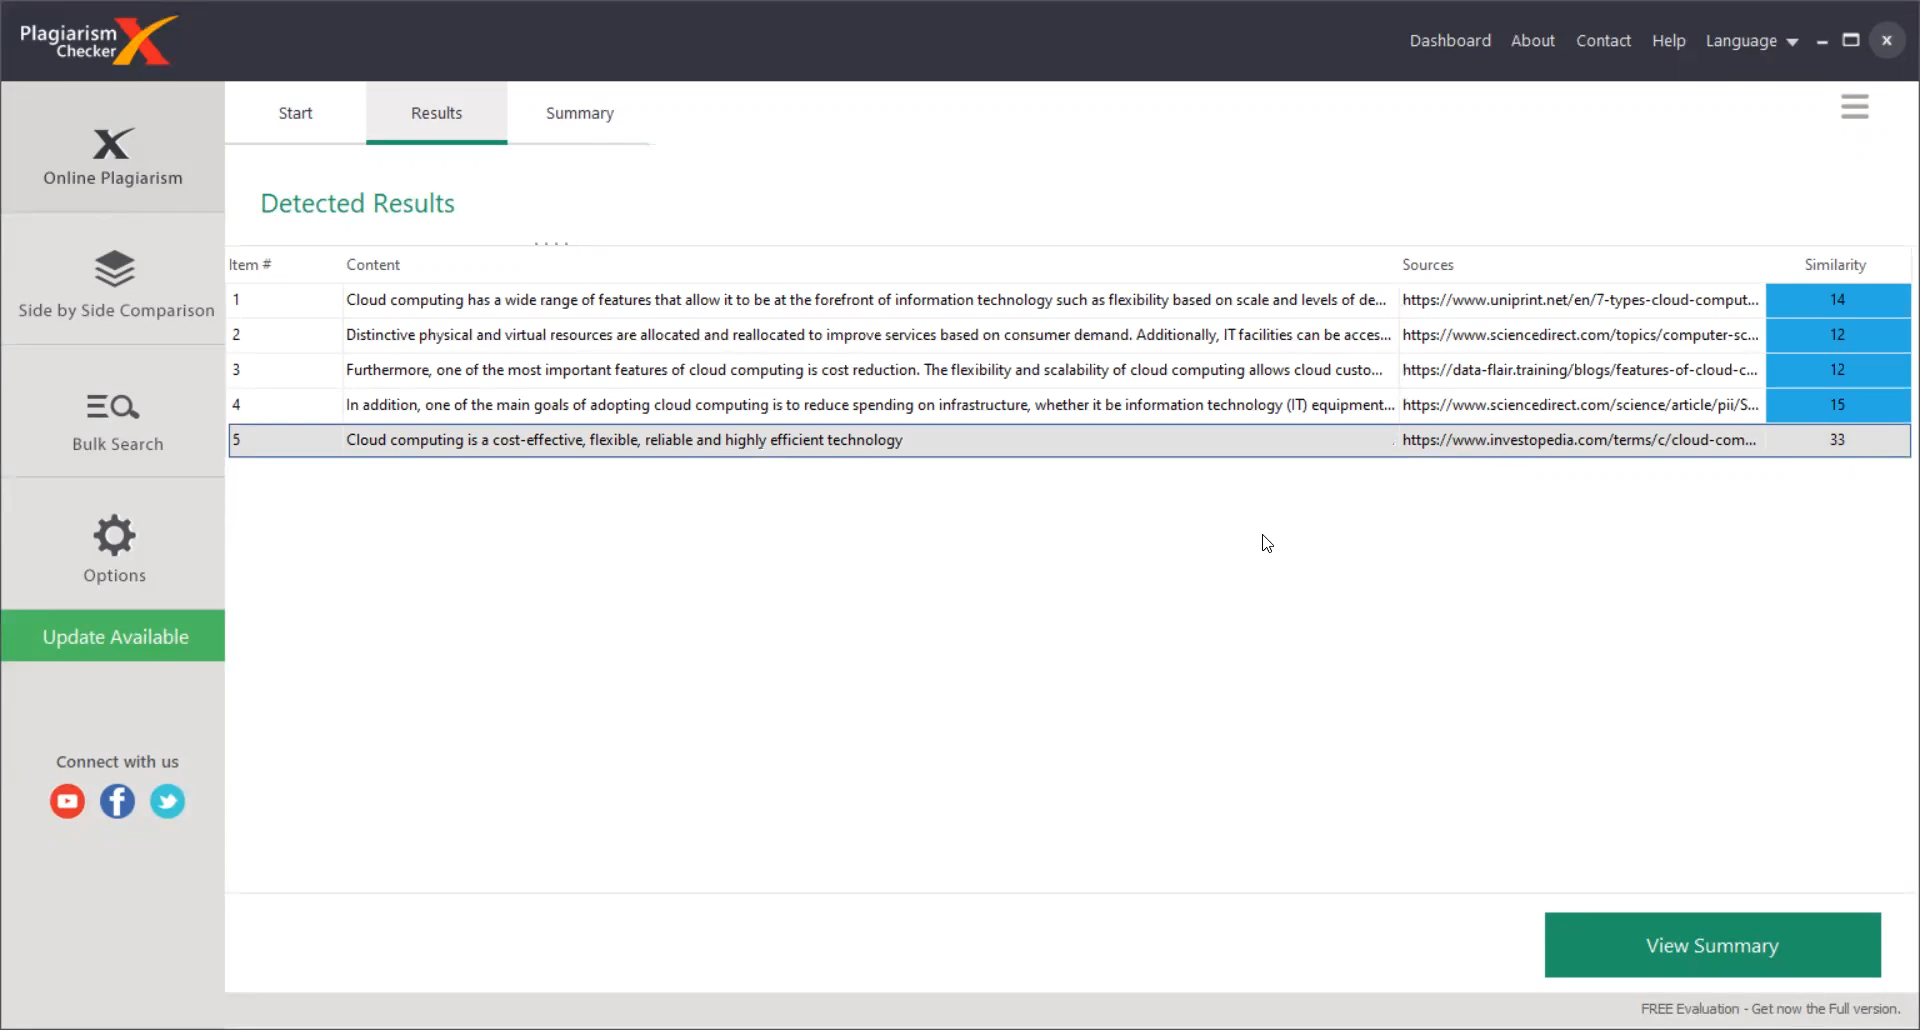 Plagiarism
Checker
Dashboard About Contact Help Language
Start Results Summary
Online Plagiarism
Side by Side Comparison
Bulk Search
Options
Update Available
Connect with us
Detected Results
Item # Content Sources Similarity
1 Cloud computing has a wide range of features that allow it to be at the forefront of information technology such as flexibility based on scale and levels of de... https://www.uniprint.net/en/7-types-cloud-comput... 14
2 Distinctive physical and virtual resources are allocated and reallocated to improve services based on consumer demand. Additionally, IT facilities can be acces... https://www.sciencedirect.com/topics/computer-sc... 12
3 Furthermore, one of the most important features of cloud computing is cost reduction. The flexibility and scalability of cloud computing allows cloud custo... https://data-flair.training/blogs/features-of-cloud-c... 12
4 In addition, one of the main goals of adopting cloud computing is to reduce spending on infrastructure, whether it be information technology (IT) equipment... https://www.sciencedirect.com/science/article/pii/S... 15
5 Cloud computing is a cost-effective, flexible, reliable and highly efficient technology . https://www.investopedia.com/terms/c/cloud-com... 33
View Summary
FREE Evaluation - Get now the Full version.